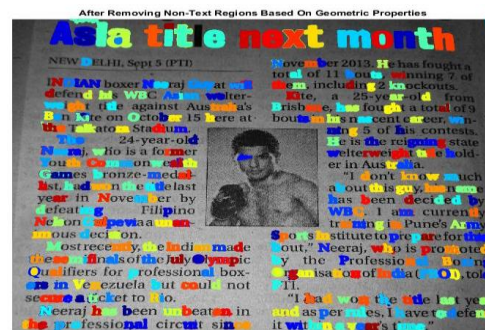 After Removing Non-Text Regions Based On Geometric Properties
Asia title next month
NEW DELHI, Sept 5 (PTI)
INDIAN boxer Neeraj Goyat will
defend his WBC Asia welter-
weight title against Australia's
Ben Kite on October 15 here at
the Talkatora Stadium.
The 24-year-old
Neeraj, who is a former
Youth Commonwealth
Games bronze-medal-
list, had won the title last
year in November by
defeating Filipino
Nelson via a unan-
imous decision.
Most recently, the Indian made
the semifinals of the July Olympic
Qualifiers for professional box-
ers in Venezuela but could not
secure a ticket to Rio.
Neeraj has been unbeaten in
the professional circuit since
November 2013. He has fought a
total of 11 bouts, winning 7 of
them, including 2 knockouts.
Kite, a 25-year-old from
Brisbane, has fought a total of 9
bouts in his nascent career, win-
ning 5 of his contests.
He is the reigning state
welterweight title hold-
er in Australia.
"I don't know much
about this guy, his name
has been decided by
WBC. I am currently
training in Pune's Army
Sports Institute to prepare for this
bout," Neeraj, who is promoted
by the Professional Boxing
Organisation of India (PBOI), told
PTI.
"I had won the title last year
and as per rules, I have to defend
it within a year's time